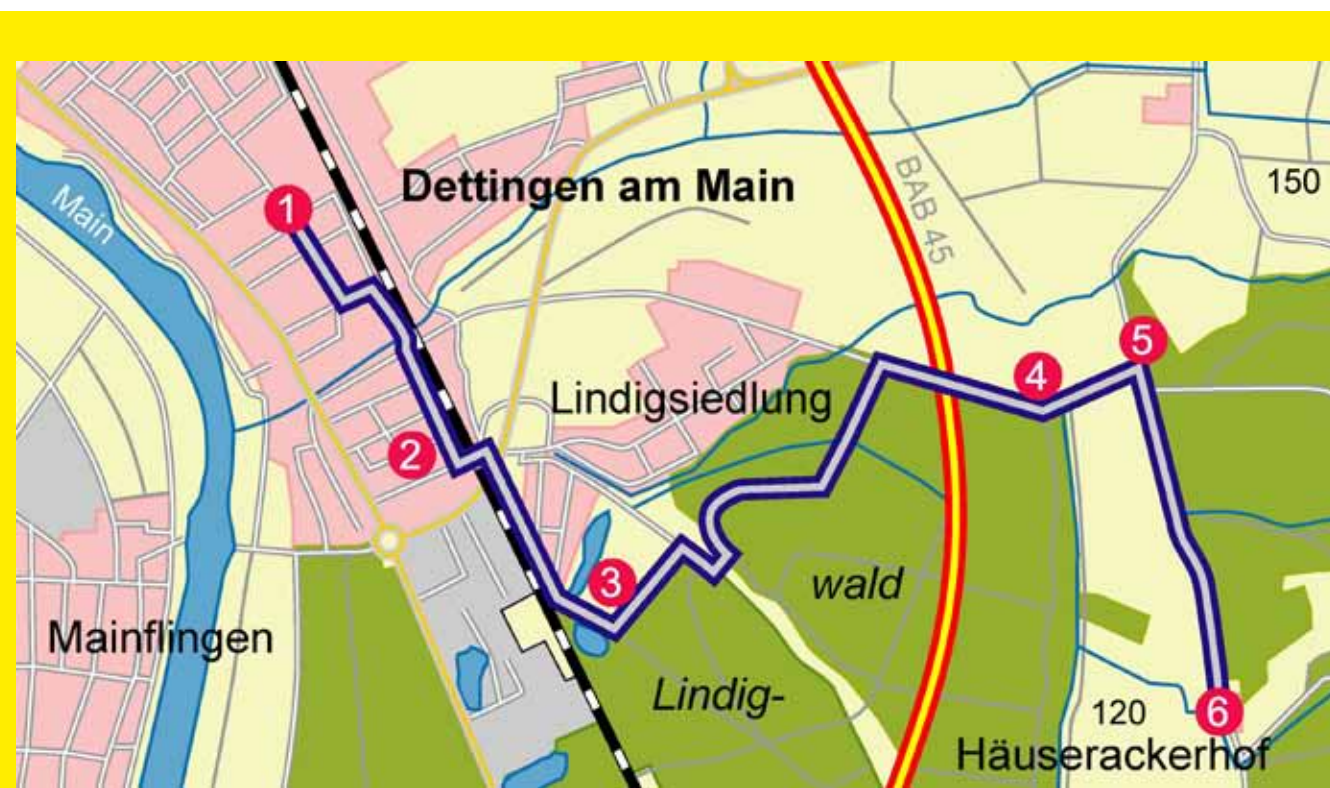 Main
1
Dettingen am Main
BAB 45
150
5
4
Lindigsiedlung
2
3
wald
Mainflingen
Lindig-
120
6
Häuserackerhof